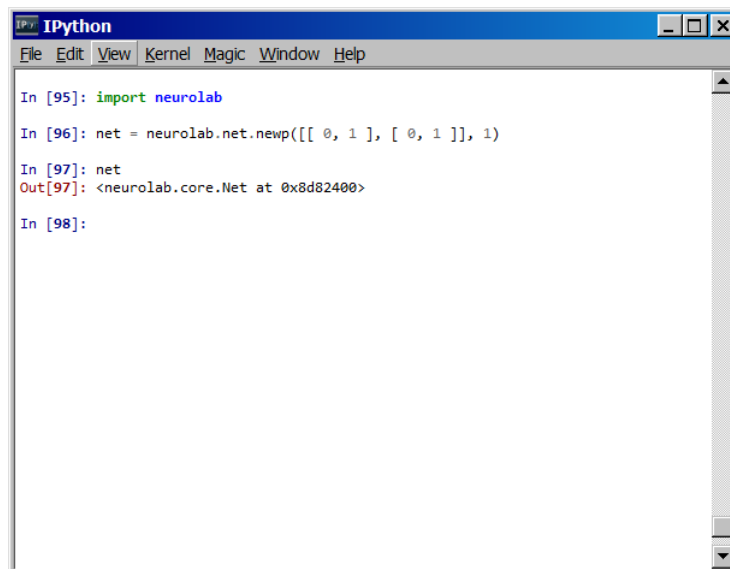 IPython
File Edit View Kernel Magic Window Help
In [95]: import neurolab
In [96]: net = neurolab.net.newp([[ 0, 1 ], [ 0, 1 ]], 1)
In [97]: net
Out[97]: <neurolab.core.Net at 0x8d82400>
In [98]: